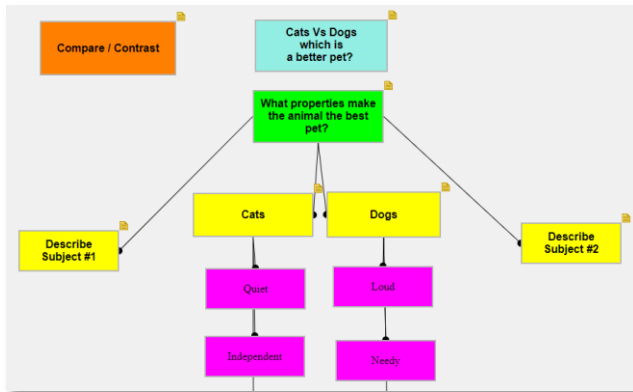 Compare / Contrast
Cats Vs Dogs
which is
a better pet?
What properties make
the animal the best
pet?
Cats
Dogs
Describe
Subject #1
Describe
Subject #2
Quiet
Loud
Independent
Needy